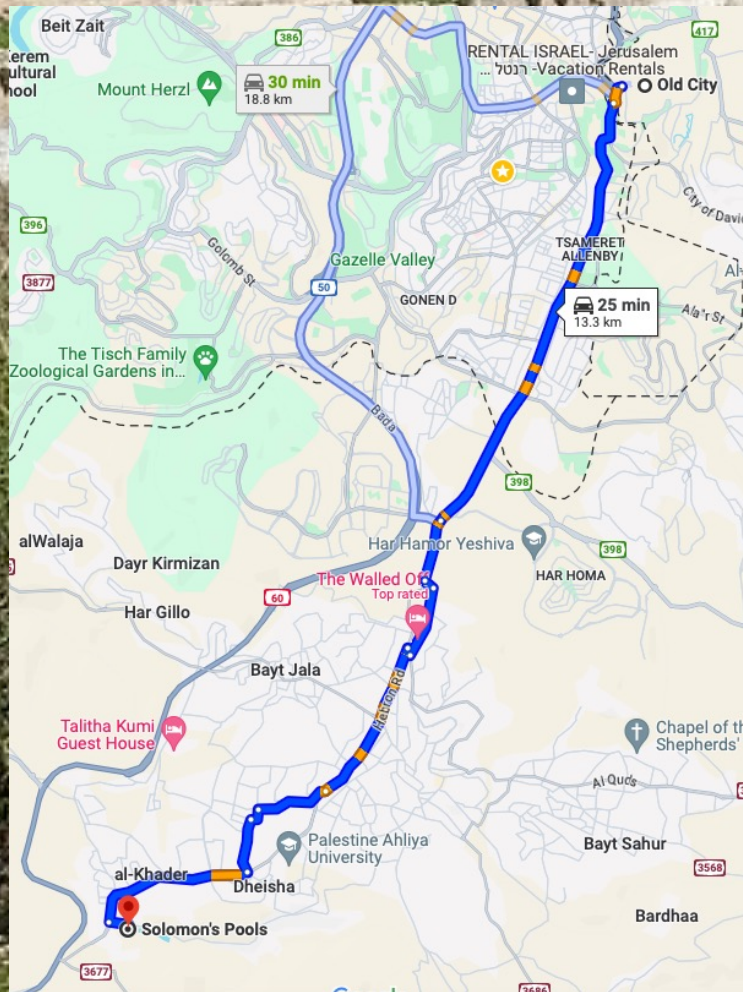 Beit Zait
386
417
RENTAL ISRAEL- Jerusalem
... רנטל -Vacation Rentals
Old City
erem
ultural
hool
Mount Herzl
30 min
18.8 km
396
3877
Golomb St
Gazelle Valley
50
GONEN D
TSAMERET
ALLENBY
City of David
25 min
13.3 km
Ala'r St
The Tisch Family
Zoological Gardens in...
398
alWalaja
Har Hamor Yeshiva
398
Dayr Kirmizan
HAR HOMA
The Walled Off
Top rated
60
Har Gillo
Bayt Jala
Hebron Rd
Talitha Kumi
Guest House
Chapel of th
Shepherds'
Al Quds
Palestine Ahliya
University
Bayt Sahur
al-Khader
Dheisha
3568
Bardhaa
Solomon's Pools
3677
3686